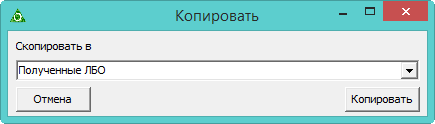 Копировать
Скопировать в
Полученные ЛБО
Отмена
Копировать